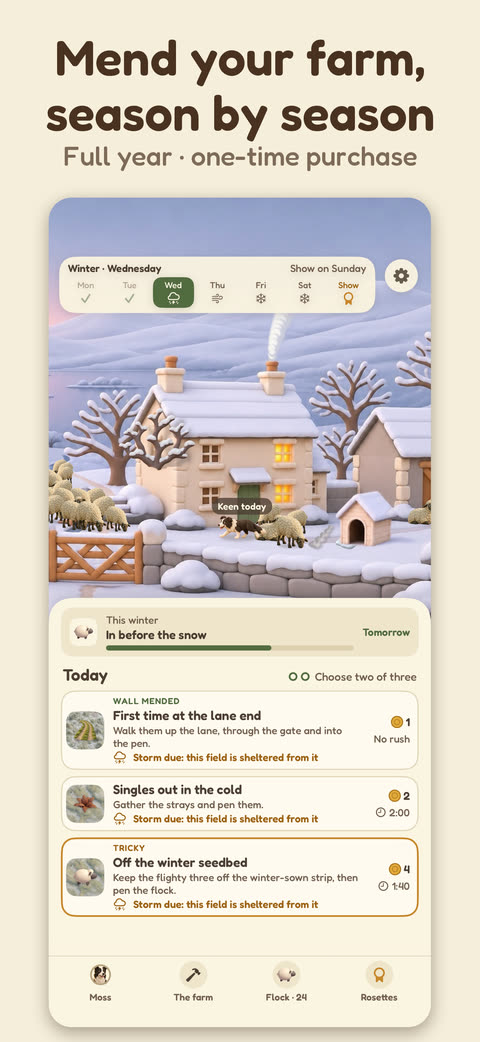 Mend your farm,
season by season
Full year · one-time purchase
Winter · Wednesday
Show on Sunday
Mon
Tue
Wed
Thu
Fri
Sat
Show
Keen today
This winter
In before the snow
Tomorrow
Today
Choose two of three
WALL MENDED
First time at the lane end
Walk them up the lane, through the gate and into
the pen.
Storm due: this field is sheltered from it
1
No rush
Singles out in the cold
Gather the strays and pen them.
Storm due: this field is sheltered from it
2
2:00
TRICKY
Off the winter seedbed
Keep the flighty three off the winter-sown strip, then
pen the flock.
Storm due: this field is sheltered from it
4
1:40
Moss
The farm
Flock · 24
Rosettes